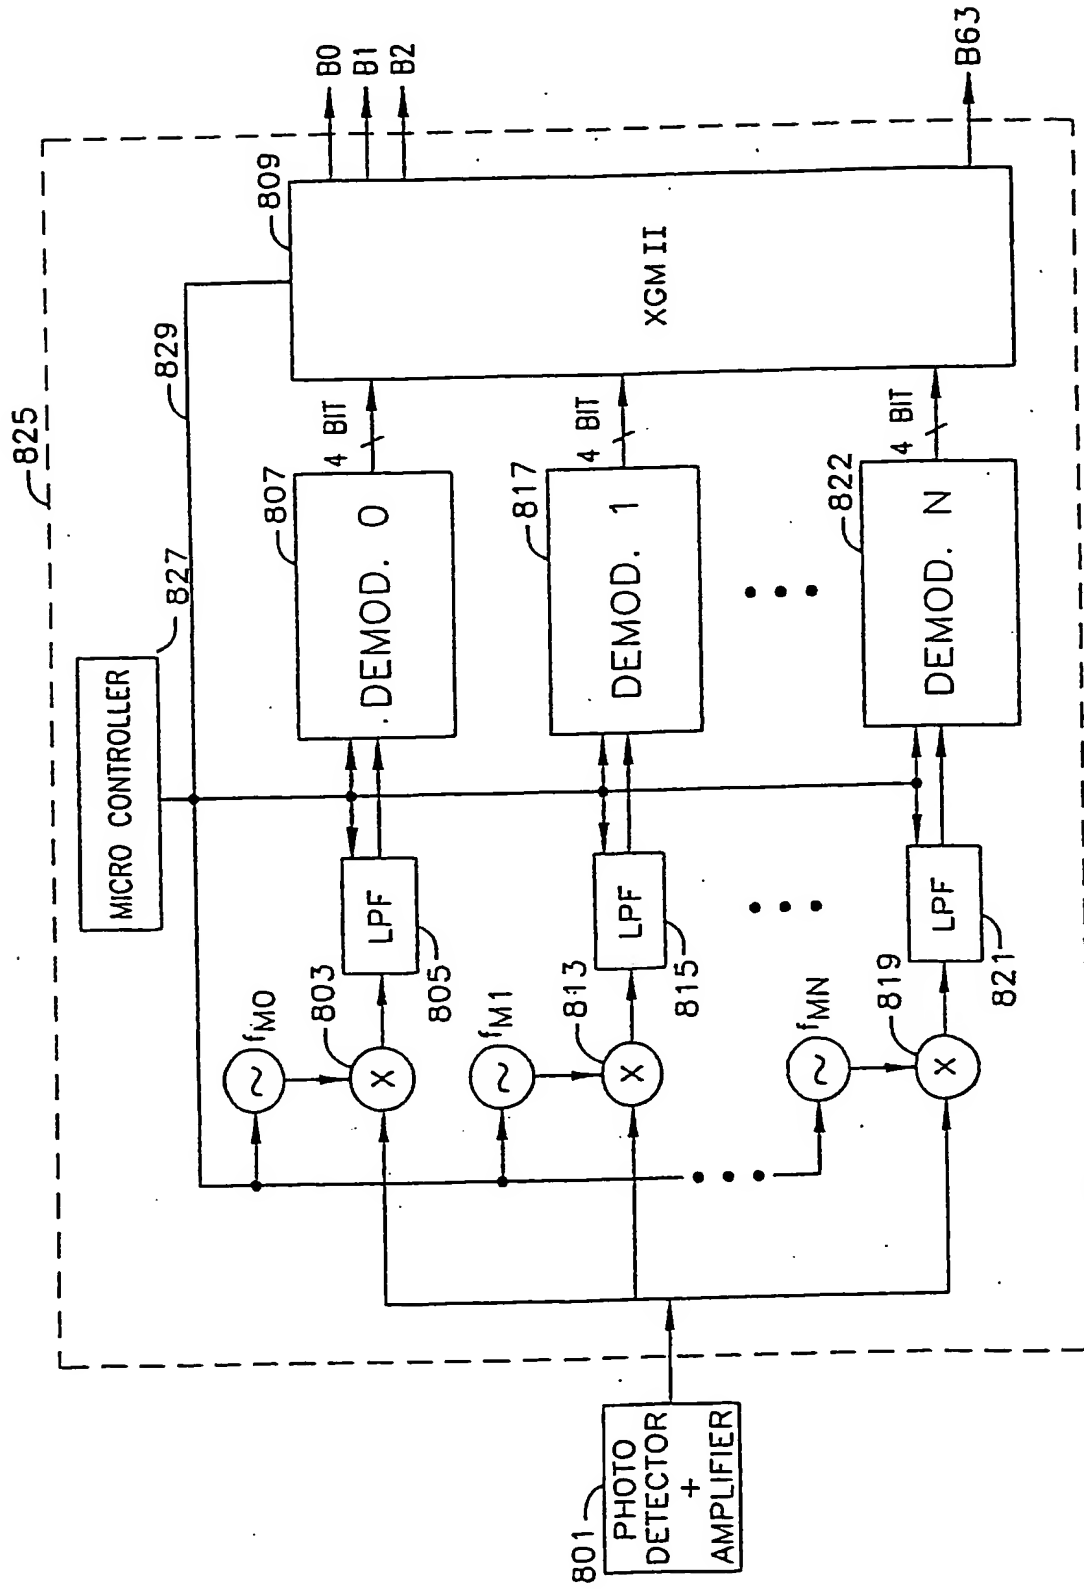 825
MICRO CONTROLLER
827
829
809
B0
B1
B2
B63
XGM II
fM0
803
X
LPF
805
807
DEMOD. 0
4 BIT
fM1
813
X
LPF
815
817
DEMOD. 1
4 BIT
fMN
819
X
LPF
821
822
DEMOD. N
4 BIT
801
PHOTO
DETECTOR
+
AMPLIFIER